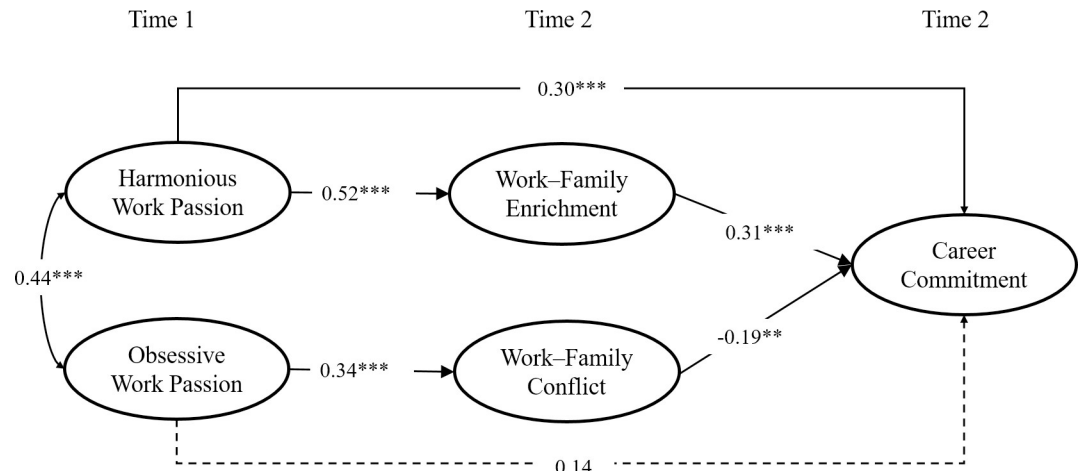 Time 1
Time 2
Time 2
0.30***
Harmonious
Work Passion
0.52***
Work–Family
Enrichment
0.31***
Career
Commitment
0.44***
Obsessive
Work Passion
0.34***
Work–Family
Conflict
-0.19**
0.14